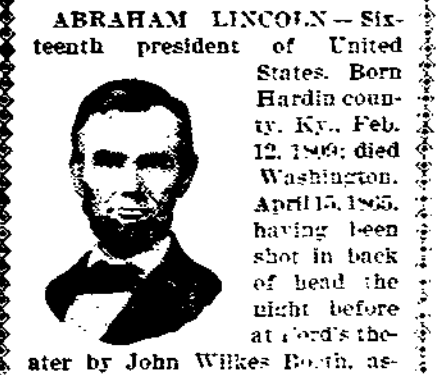 ABRAHAM LINCOLN — Six-
teenth president of United
States. Born
Hardin coun-
ty, Ky., Feb.
12, 1809; died
Washington,
April 15, 1865,
having been
shot in back
of head the
night before
at Ford's the-
ater by John Wilkes Booth, as-